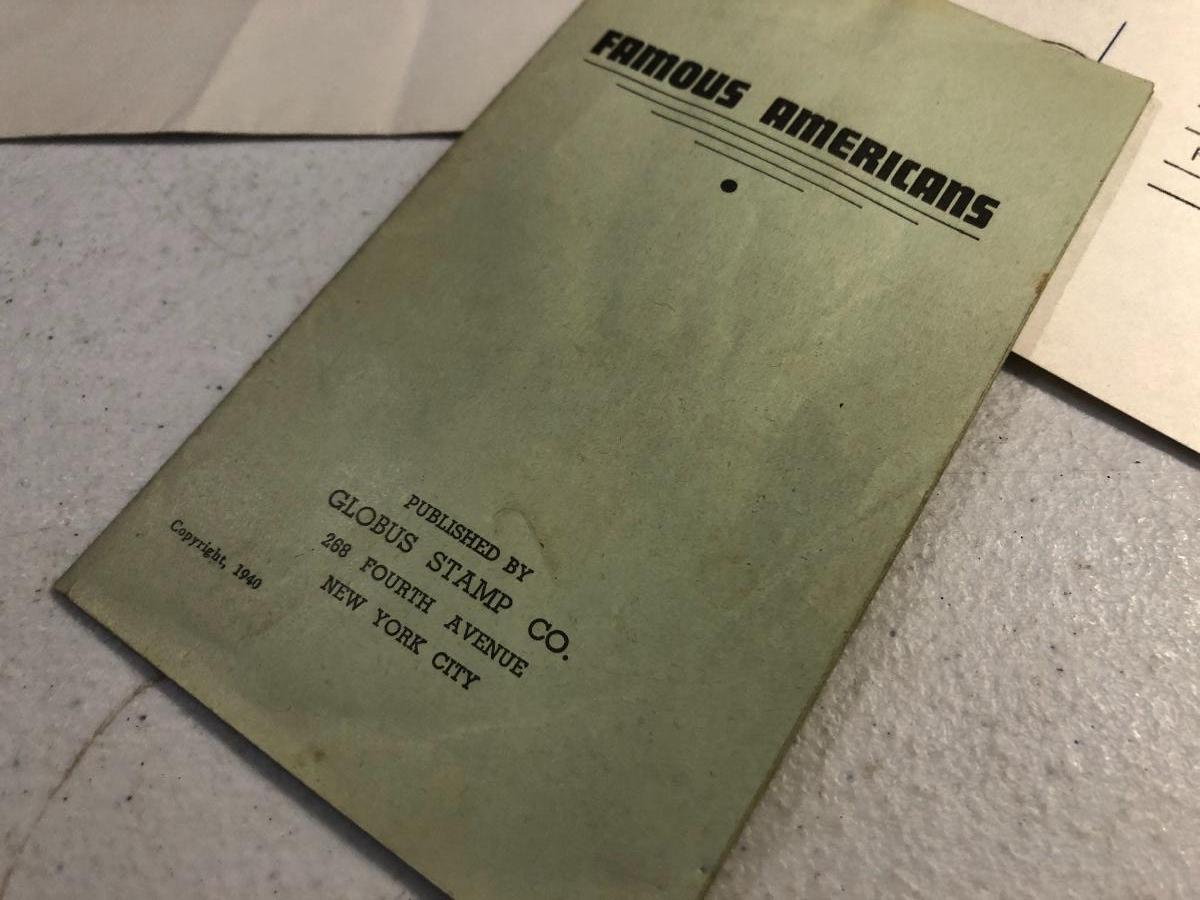 FAMOUS AMERICANS
PUBLISHED BY
GLOBUS STAMP CO.
268 FOURTH AVENUE
NEW YORK CITY
Copyright, 1940